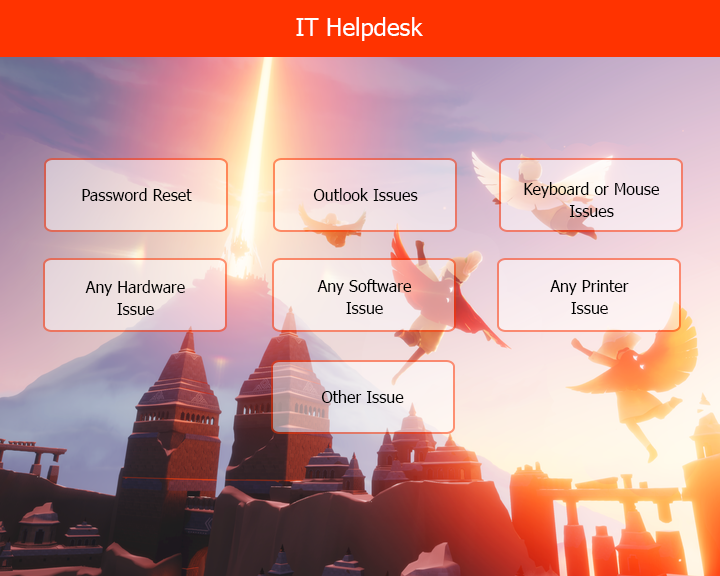 IT Helpdesk
Password Reset
Outlook Issues
Keyboard or Mouse
Issues
Any Hardware
Issue
Any Software
Issue
Any Printer
Issue
Other Issue